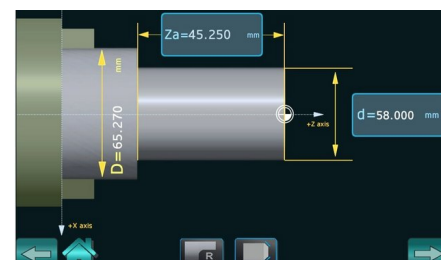 Za=45.250 mm
D=65.270 mm
+Z axis
d=58.000 mm
+X axis
R